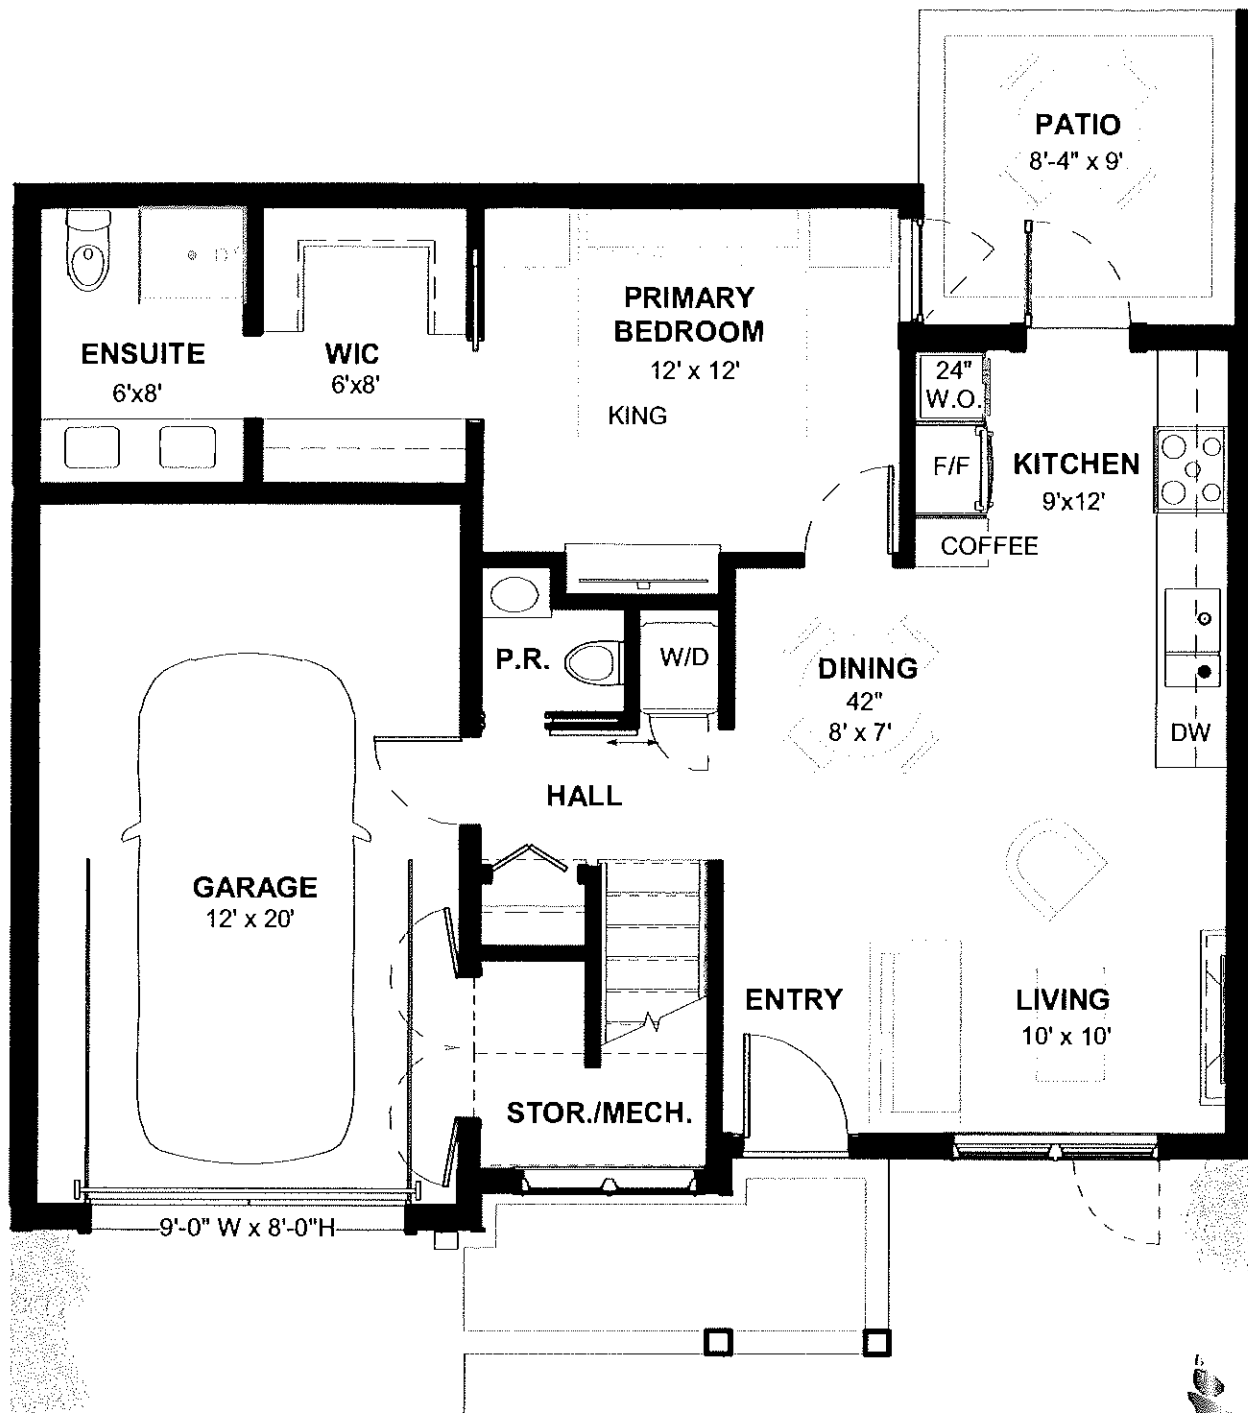 PATIO
8'-4" x 9'
PRIMARY
BEDROOM
12' x 12'
KING
ENSUITE
6'x8'
WIC
6'x8'
24"
W.O.
F/F
KITCHEN
9'x12'
COFFEE
P.R.
W/D
DINING
42"
8' x 7'
DW
HALL
GARAGE
12' x 20'
ENTRY
LIVING
10' x 10'
STOR./MECH.
9'-0" W x 8'-0"H